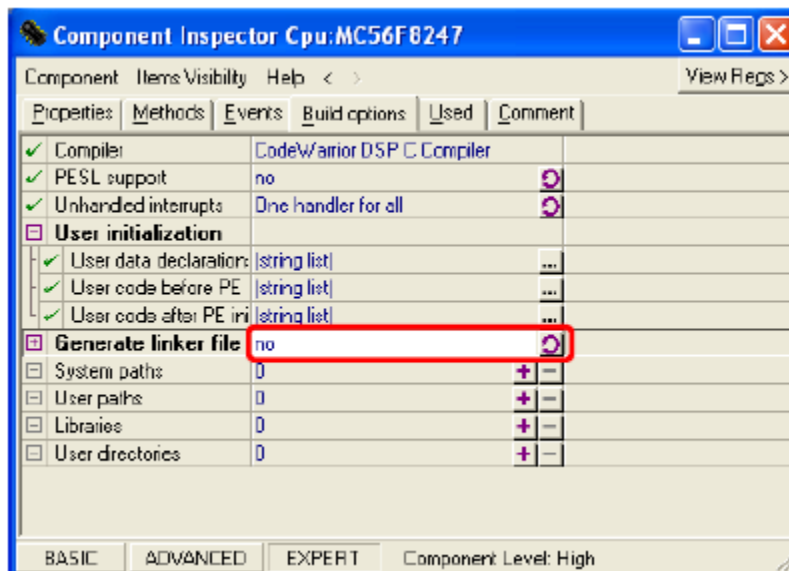 Component Inspector Cpu:MC56F8247
Component Items Visibility Help < > View Regs >
Properties Methods Events Build options Used Comment
Compiler CodeWarrior DSP C Compiler
PESL support no
Unhandled interrupts One handler for all
User initialization
User data declarations |string list| ...
User code before PE |string list| ...
User code after PE ini |string list| ...
Generate linker file no
System paths 0 + -
User paths 0 + -
Libraries 0 + -
User directories 0 + -
BASIC ADVANCED EXPERT Component Level: High